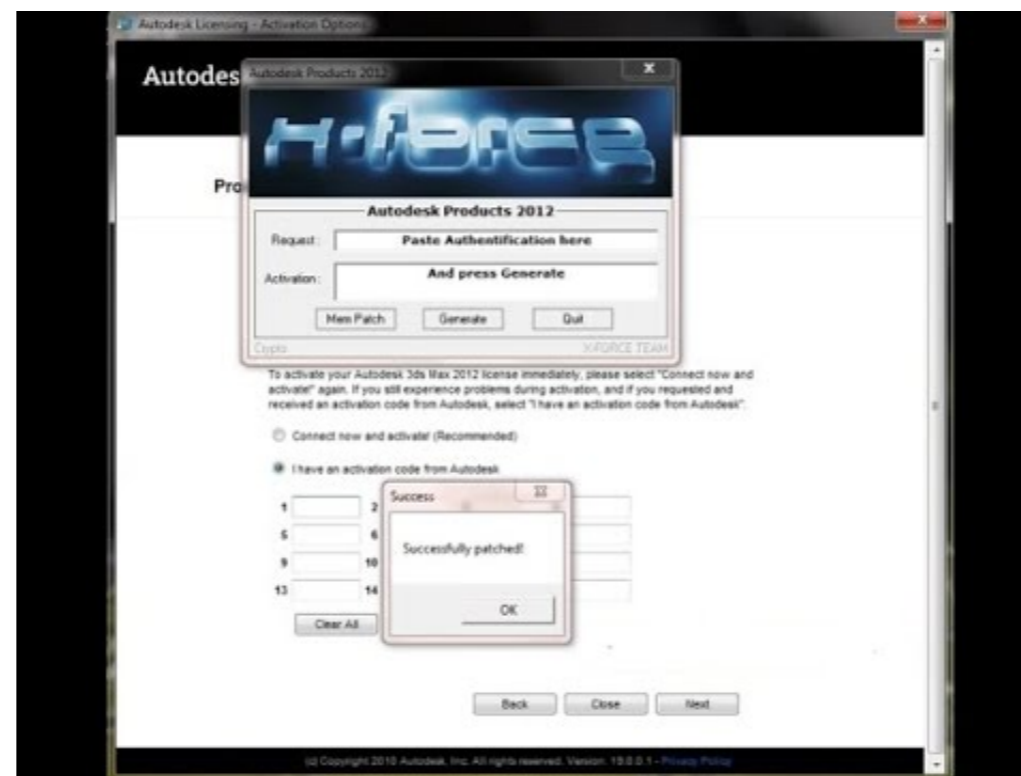 Autodesk Licensing - Activation Options
Autodes
Autodesk Products 2012
x-force
Pro
Autodesk Products 2012
Request :
Paste Authentification here
Activation :
And press Generate
Mem Patch
Generate
Quit
Crypto
X-FORCE TEAM
To activate your Autodesk 3ds Max 2012 license immediately, please select "Connect now and
activate!" again. If you still experience problems during activation, and if you requested and
received an activation code from Autodesk, select "I have an activation code from Autodesk".
Connect now and activate! (Recommended)
I have an activation code from Autodesk
1 2
5 6
9 10
13 14
Success
Successfully patched!
OK
Clear All
Back
Close
Next
(c) Copyright 2010 Autodesk, Inc. All rights reserved. Version: 19.0.0.1 - Privacy Policy